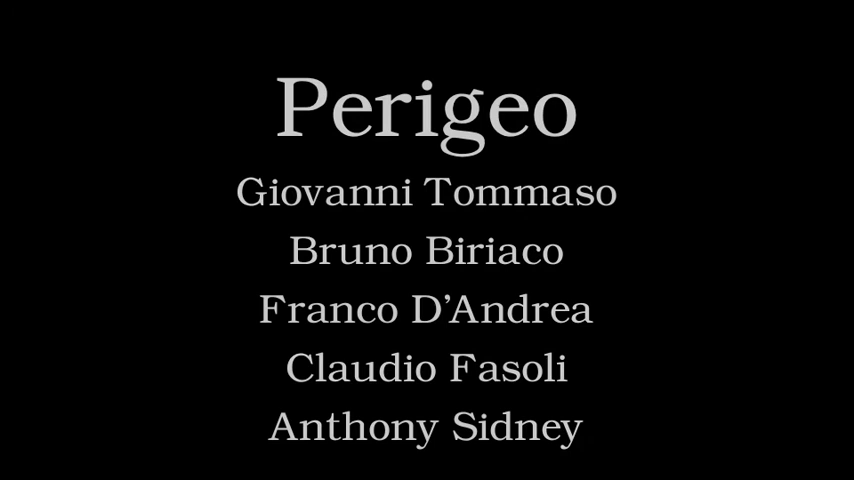 Perigeo
Giovanni Tommaso
Bruno Biriaco
Franco D’Andrea
Claudio Fasoli
Anthony Sidney